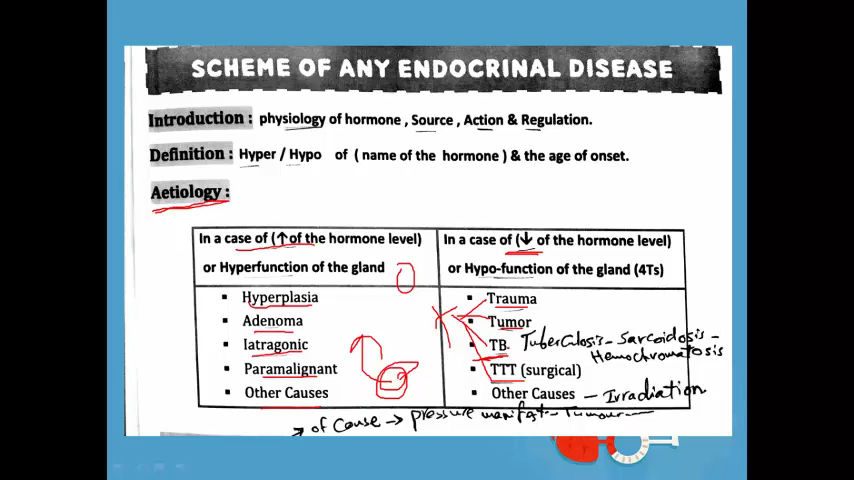 SCHEME OF ANY ENDOCRINAL DISEASE
Introduction : physiology of hormone , Source , Action & Regulation.
Definition : Hyper / Hypo of ( name of the hormone ) & the age of onset.
Aetiology :
In a case of (↑of the hormone level)
or Hyperfunction of the gland
▪ Hyperplasia
▪ Adenoma
▪ Iatragonic
▪ Paramalignant
▪ Other Causes
In a case of (↓ of the hormone level)
or Hypo-function of the gland (4Ts)
▪ Trauma
▪ Tumor
▪ TB Tuberculosis - Sarcoidosis -
Hemochromatosis
▪ TTT (surgical)
▪ Other Causes - Irradiation
→ of Cause → pressure manifest - Tumour